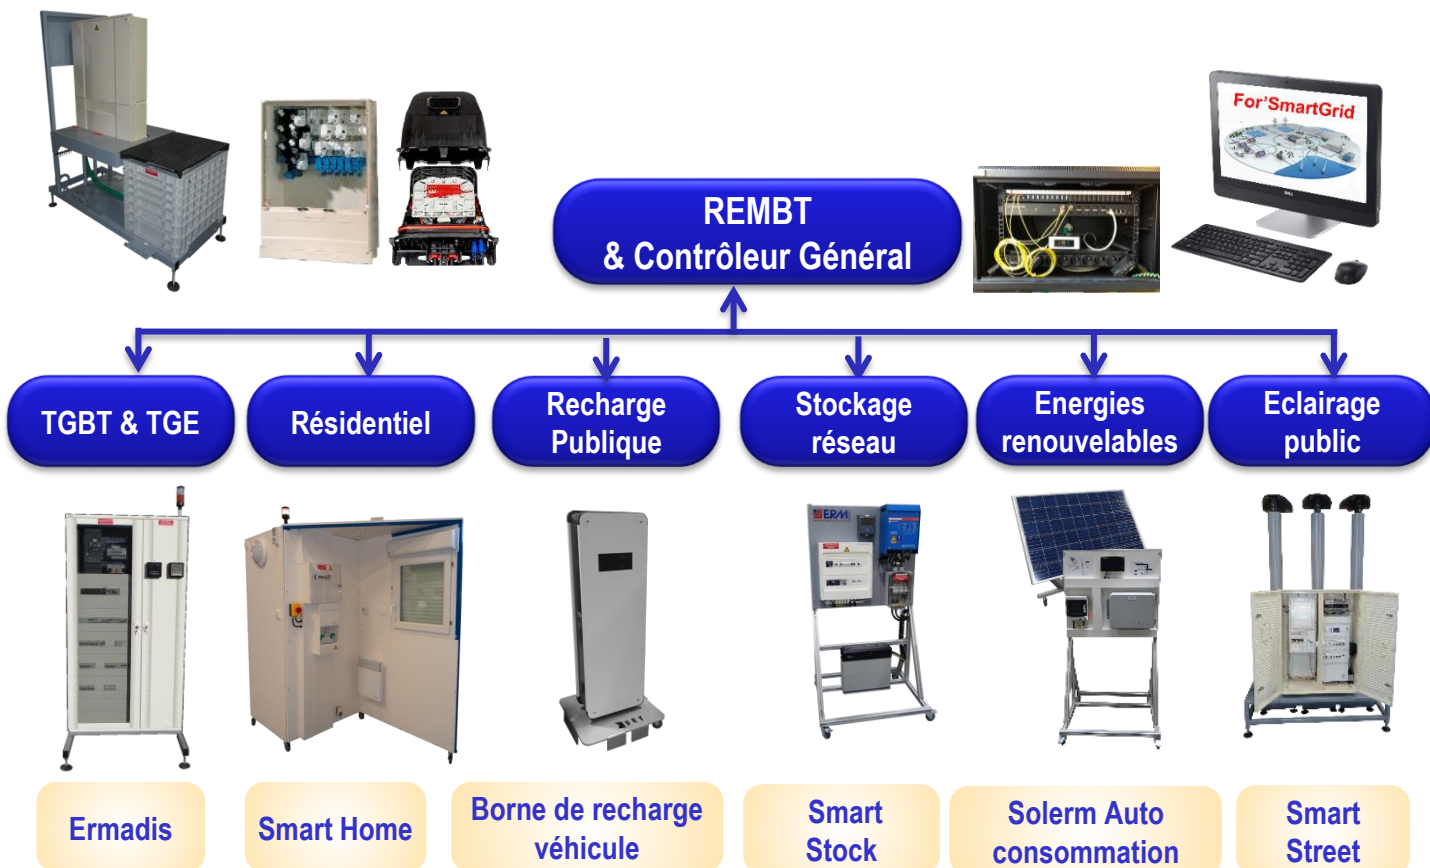 For'SmartGrid
REMBT
& Contrôleur Général
TGBT & TGE
Résidentiel
Recharge
Publique
Stockage
réseau
Energies
renouvelables
Eclairage
public
ERM
Ermadis
Smart Home
Borne de recharge
véhicule
Smart
Stock
Solerm Auto
consommation
Smart
Street